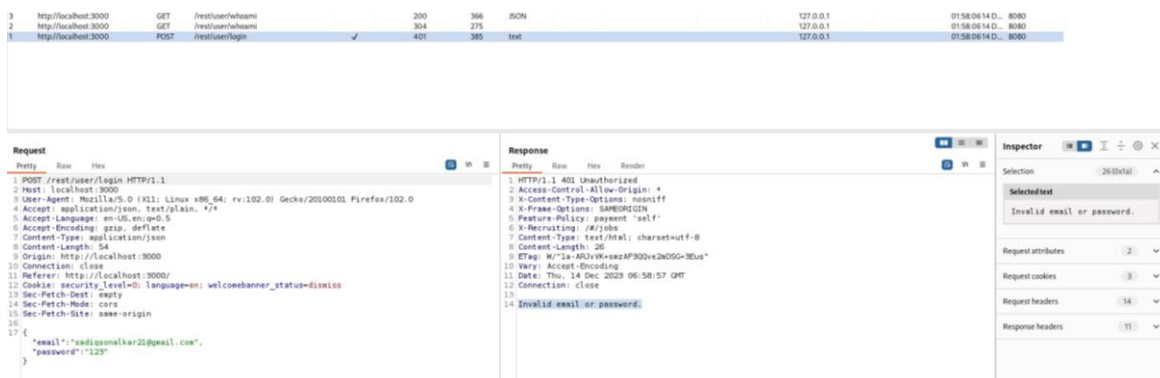 3 http://localhost:3000 GET /rest/user/whoami 200 366 JSON 127.0.0.1 01:58:06 14 D... 8080
2 http://localhost:3000 GET /rest/user/whoami 304 275 127.0.0.1 01:58:06 14 D... 8080
1 http://localhost:3000 POST /rest/user/login ✓ 401 385 text 127.0.0.1 01:58:06 14 D... 8080
Request
Pretty Raw Hex
1 POST /rest/user/login HTTP/1.1
2 Host: localhost:3000
3 User-Agent: Mozilla/5.0 (X11; Linux x86_64; rv:102.0) Gecko/20100101 Firefox/102.0
4 Accept: application/json, text/plain, */*
5 Accept-Language: en-US,en;q=0.5
6 Accept-Encoding: gzip, deflate
7 Content-Type: application/json
8 Content-Length: 54
9 Origin: http://localhost:3000
10 Connection: close
11 Referer: http://localhost:3000/
12 Cookie: security_level=0; language=en; welcomebanner_status=dismiss
13 Sec-Fetch-Dest: empty
14 Sec-Fetch-Mode: cors
15 Sec-Fetch-Site: same-origin
16
17 {
"email":"sadiqsonalkar21@gmail.com",
"password":"123"
}
Response
Pretty Raw Hex Render
1 HTTP/1.1 401 Unauthorized
2 Access-Control-Allow-Origin: *
3 X-Content-Type-Options: nosniff
4 X-Frame-Options: SAMEORIGIN
5 Feature-Policy: payment 'self'
6 X-Recruiting: /#/jobs
7 Content-Type: text/html; charset=utf-8
8 Content-Length: 26
9 ETag:
10 Vary: Accept-Encoding
11 Date: Thu, 14 Dec 2023 06:58:57 GMT
12 Connection: close
13
14 Invalid email or password.
Inspector
Selection 26 (0x1a)
Selected text
Invalid email or password.
Request attributes 2
Request cookies 3
Request headers 14
Response headers 11